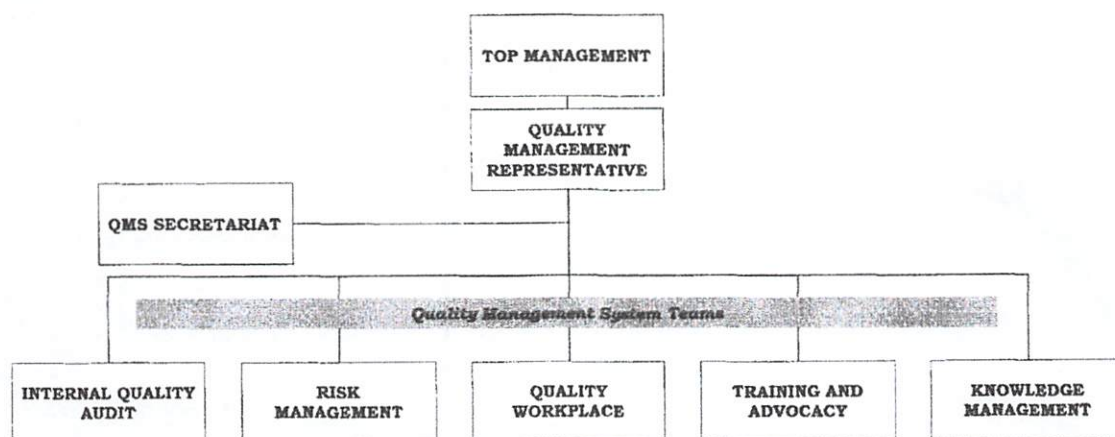 TOP MANAGEMENT
QUALITY
MANAGEMENT
REPRESENTATIVE
QMS SECRETARIAT
Quality Management System Teams
INTERNAL QUALITY
AUDIT
RISK
MANAGEMENT
QUALITY
WORKPLACE
TRAINING AND
ADVOCACY
KNOWLEDGE
MANAGEMENT